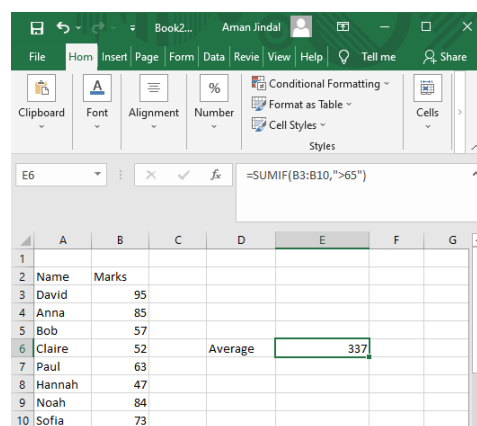 Book2... Aman Jindal
File Hom Insert Page Form Data Revie View Help Tell me Share
Clipboard Font Alignment Number Conditional Formatting Format as Table Cell Styles Cells
A % Styles
E6 fx =SUMIF(B3:B10,">65")
A B C D E F G
1
2 Name Marks
3 David 95
4 Anna 85
5 Bob 57
6 Claire 52 Average 337
7 Paul 63
8 Hannah 47
9 Noah 84
10 Sofia 73